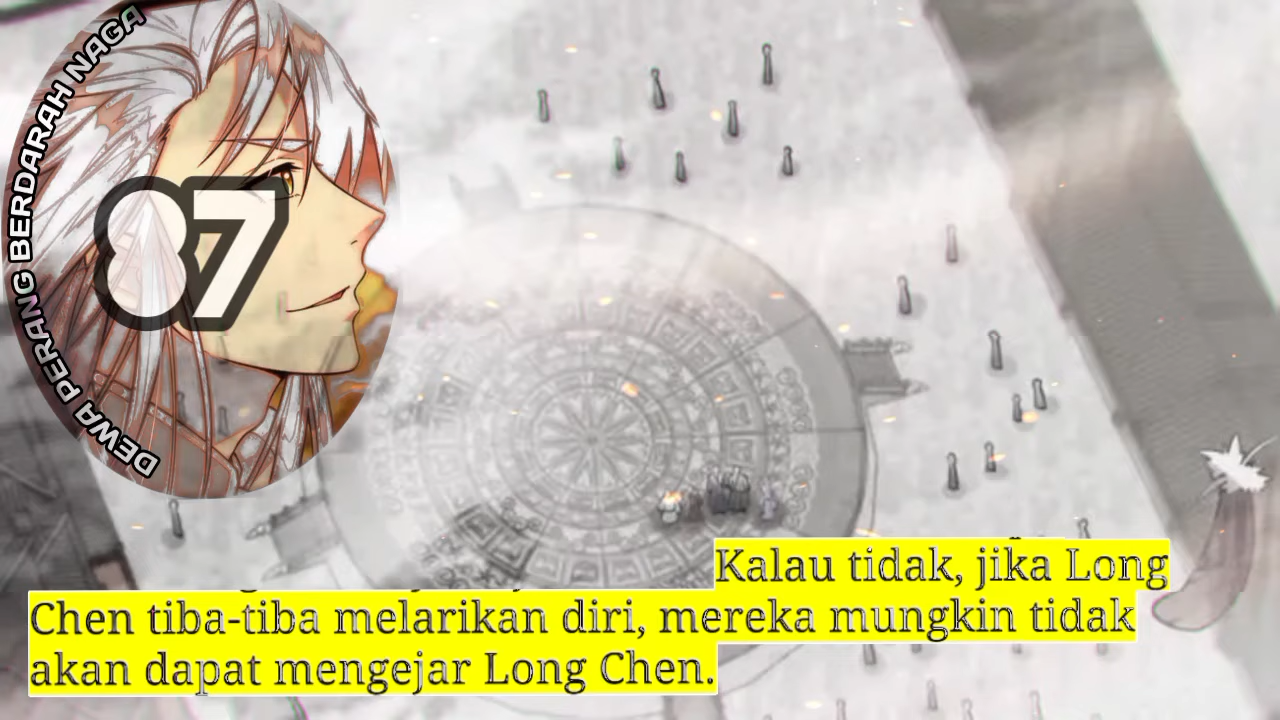 DEWA PERANG BERDARAH NAGA
87
Kalau tidak, jika Long
Chen tiba-tiba melarikan diri, mereka mungkin tidak
akan dapat mengejar Long Chen.